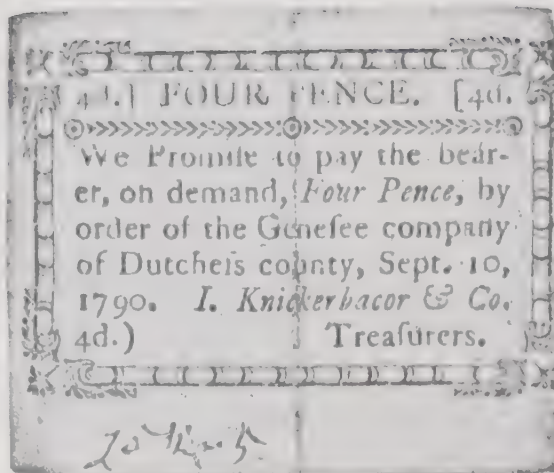 4d.] FOUR PENCE. [4d.
We Promiſe to pay the bear-
er, on demand, Four Pence, by
order of the Geneſee company
of Dutcheſs county, Sept. 10,
1790. I. Knickerbacor & Co.
4d.) Treaſurers.